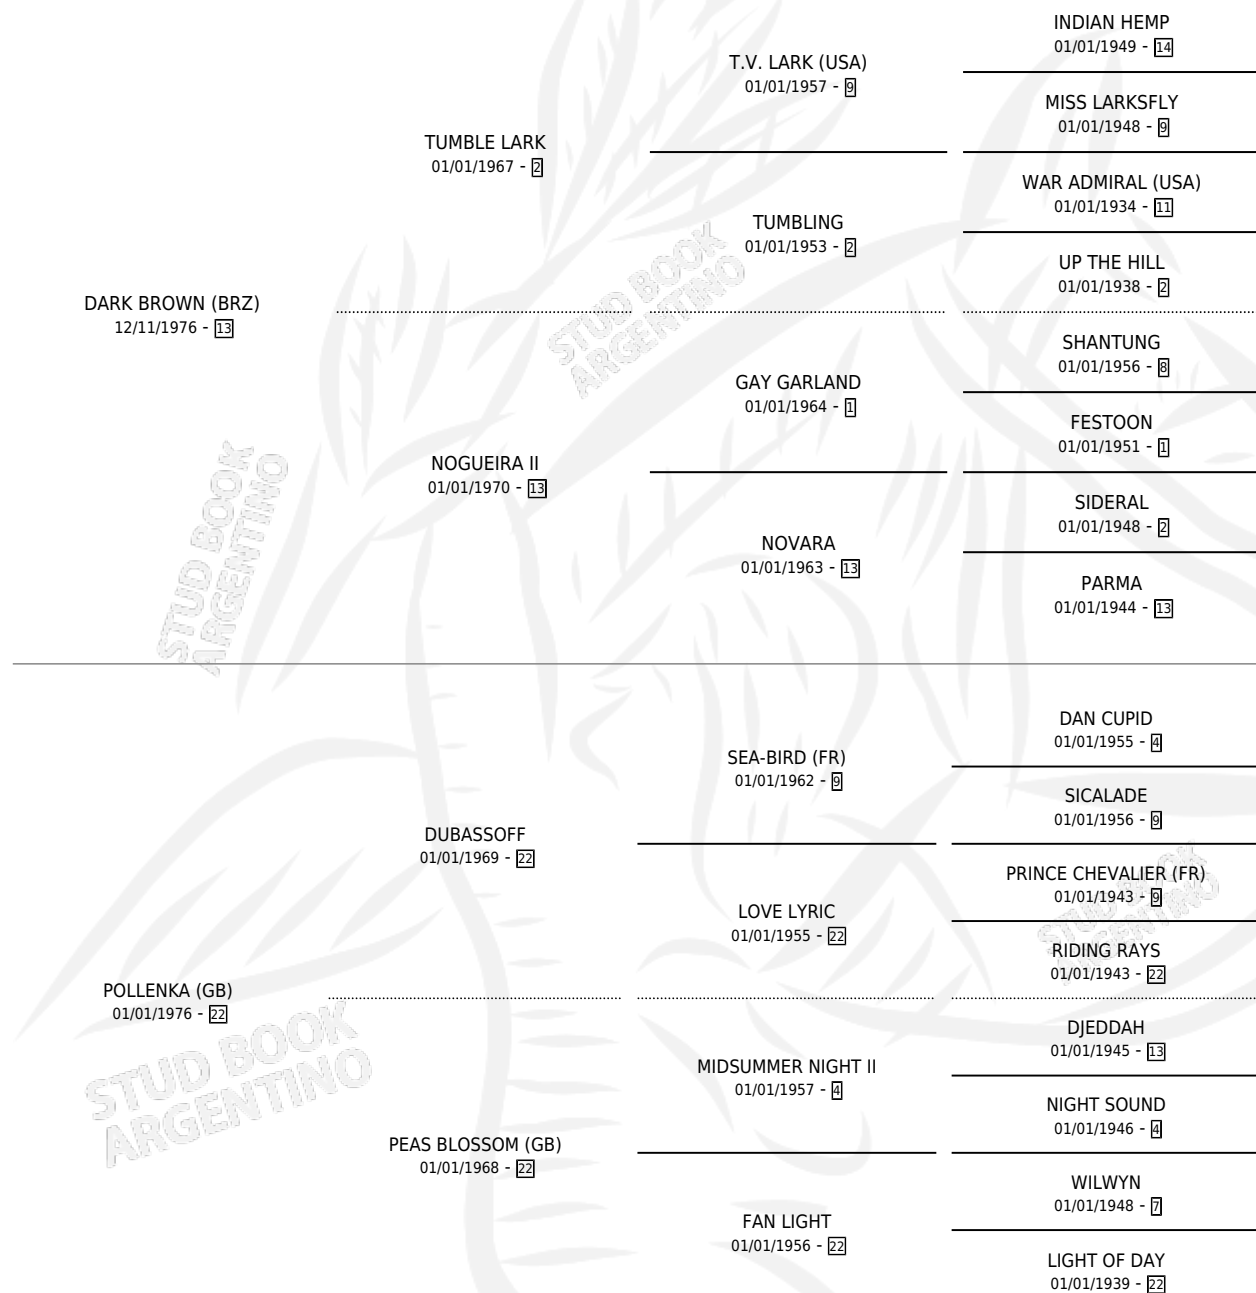 INDIAN HEMP
01/01/1949 - 14
T.V. LARK (USA)
01/01/1957 - 9
MISS LARKSFLY
01/01/1948 - 9
TUMBLE LARK
01/01/1967 - 2
WAR ADMIRAL (USA)
01/01/1934 - 11
TUMBLING
01/01/1953 - 2
UP THE HILL
01/01/1938 - 2
DARK BROWN (BRZ)
12/11/1976 - 13
SHANTUNG
01/01/1956 - 8
GAY GARLAND
01/01/1964 - 1
FESTOON
01/01/1951 - 1
NOGUEIRA II
01/01/1970 - 13
SIDERAL
01/01/1948 - 2
NOVARA
01/01/1963 - 13
PARMA
01/01/1944 - 13
DAN CUPID
01/01/1955 - 4
SEA-BIRD (FR)
01/01/1962 - 9
SICALADE
01/01/1956 - 9
DUBASSOFF
01/01/1969 - 22
PRINCE CHEVALIER (FR)
01/01/1943 - 9
LOVE LYRIC
01/01/1955 - 22
RIDING RAYS
01/01/1943 - 22
POLLENKA (GB)
01/01/1976 - 22
DJEDDAH
01/01/1945 - 13
MIDSUMMER NIGHT II
01/01/1957 - 4
NIGHT SOUND
01/01/1946 - 4
PEAS BLOSSOM (GB)
01/01/1968 - 22
WILWYN
01/01/1948 - 7
FAN LIGHT
01/01/1956 - 22
LIGHT OF DAY
01/01/1939 - 22
STUD BOOK
ARGENTINO
STUD BOOK
ARGENTINO
STUD BOOK
ARGENTINO
STUD BOOK
ARGENTINO